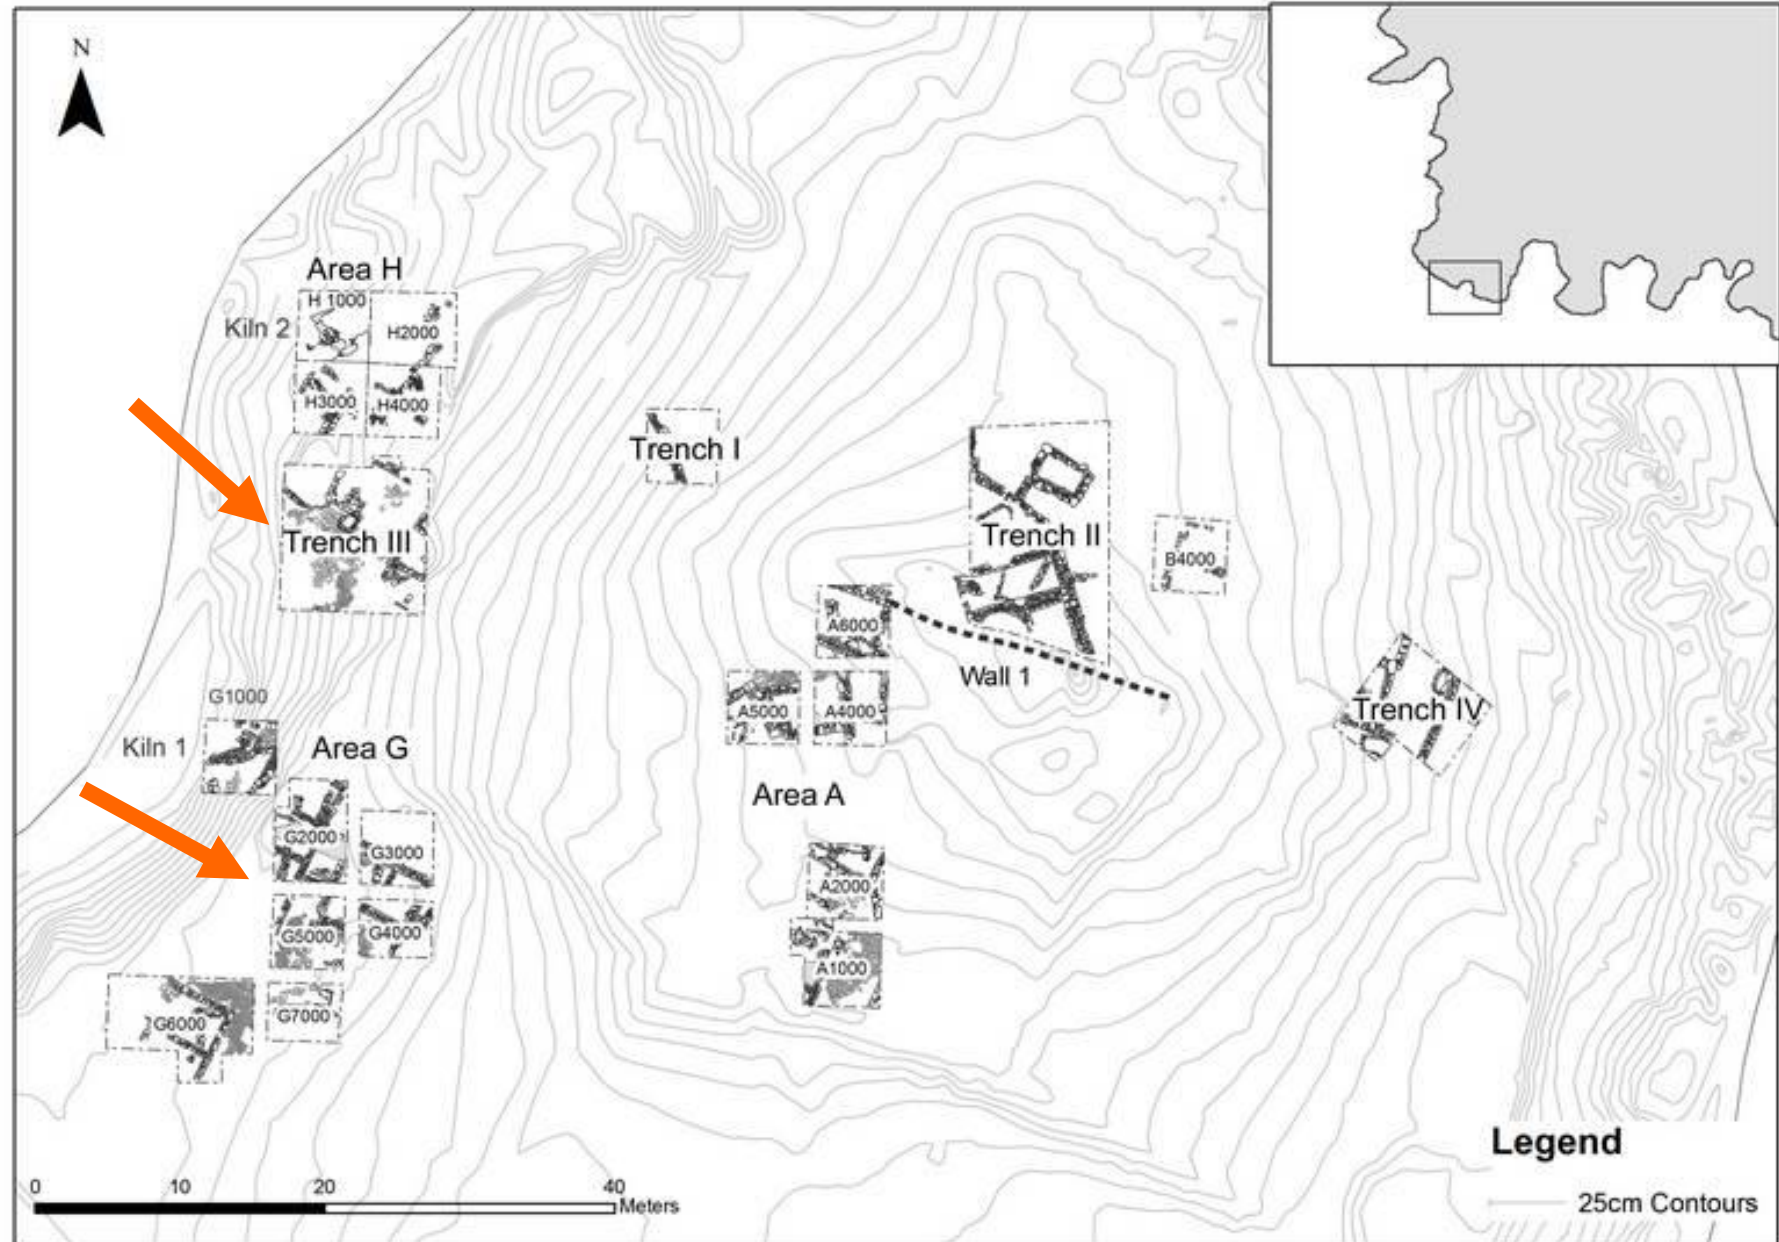 N
Area H
H 1000
Kiln 2
H2000
H3000
H4000
Trench I
Trench II
Trench III
B4000
A6000
Wall 1
G1000
A5000
A4000
Trench IV
Kiln 1
Area G
Area A
G2000
G3000
A2000
G5000
G4000
A1000
G6000
G7000
Legend
0 10 20 40
Meters
25cm Contours